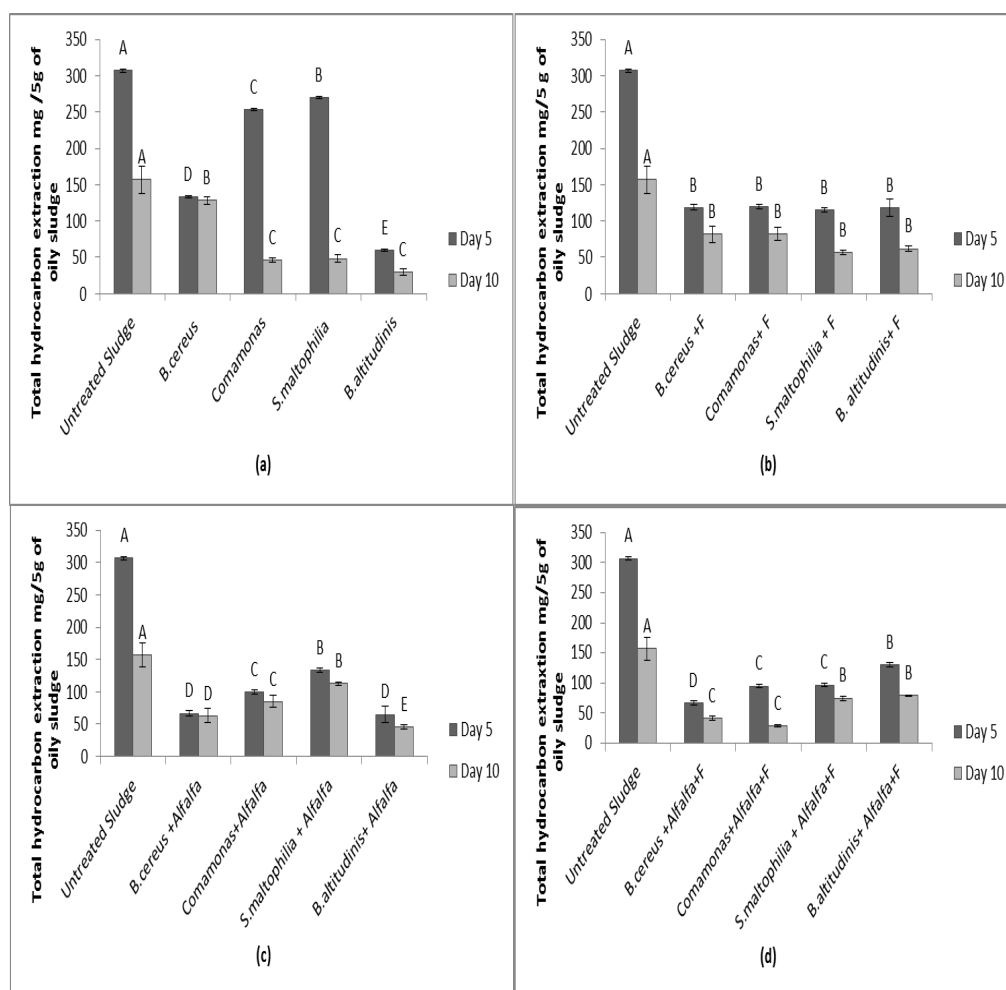 Total hydrocarbon extraction mg /5g of
oily sludge
350
300
250
200
150
100
50
0
A
A
D
B
C
C
B
C
E
C
Day 5
Day 10
Untreated Sludge
B.cereus
Comamonas
S.maltophilia
B.altitudinis
(a)
Total hydrocarbon extraction mg/5 g of
oily sludge
350
300
250
200
150
100
50
0
A
A
B
B
B
B
B
B
B
B
Day 5
Day 10
Untreated Sludge
B.cereus +F
Comamonas+ F
S.maltophilia + F
B. altitudinis+ F
(b)
Total hydrocarbon extraction mg/5g of
oily sludge
350
300
250
200
150
100
50
0
A
A
D
D
C
C
B
B
D
E
Day 5
Day 10
Untreated Sludge
B.cereus +Alfalfa
Comamonas+Alfalfa
S.maltophilia + Alfalfa
B.altitudinis+ Alfalfa
(c)
Total hydrocarbon extraxtion mg/5g of
oily sludge
350
300
250
200
150
100
50
0
A
A
D
C
C
C
C
B
B
B
Day 5
Day 10
Untreated Sludge
B.cereus +Alfalfa+F
Comamonas+Alfalfa+F
S.maltophilia + Alfalfa+F
B.altitudinis+ Alfalfa+F
(d)